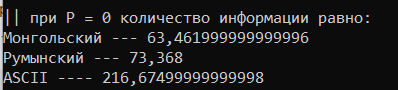 || при P = 0 количество информации равно:
Монгольский --- 63,461999999999996
Румынский --- 73,368
ASCII ---- 216,67499999999998